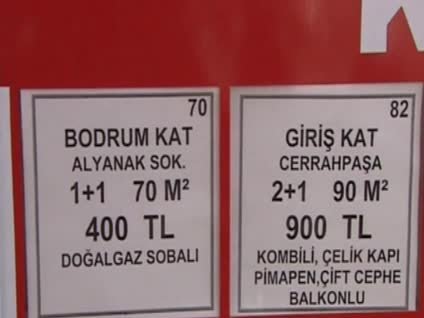 70
BODRUM KAT
ALYANAK SOK.
1+1 70 M²
400 TL
DOĞALGAZ SOBALI
82
GİRİŞ KAT
CERRAHPAŞA
2+1 90 M²
900 TL
KOMBİLİ, ÇELİK KAPI
PİMAPEN,ÇİFT CEPHE
BALKONLU